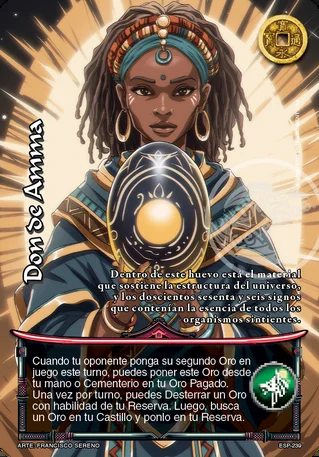 Don de Amma
Dentro de este huevo está el material
que sostiene la estructura del universo,
y los doscientos sesenta y seis signos
que contenían la esencia de todos los
organismos sintientes.
Cuando tu oponente ponga su segundo Oro en
juego este turno, puedes poner este Oro desde
tu mano o Cementerio en tu Oro Pagado.
Una vez por turno, puedes Desterrar un Oro
con habilidad de tu Reserva. Luego, busca
un Oro en tu Castillo y ponlo en tu Reserva.
ARTE: FRANCISCO SERENO
ESP-239